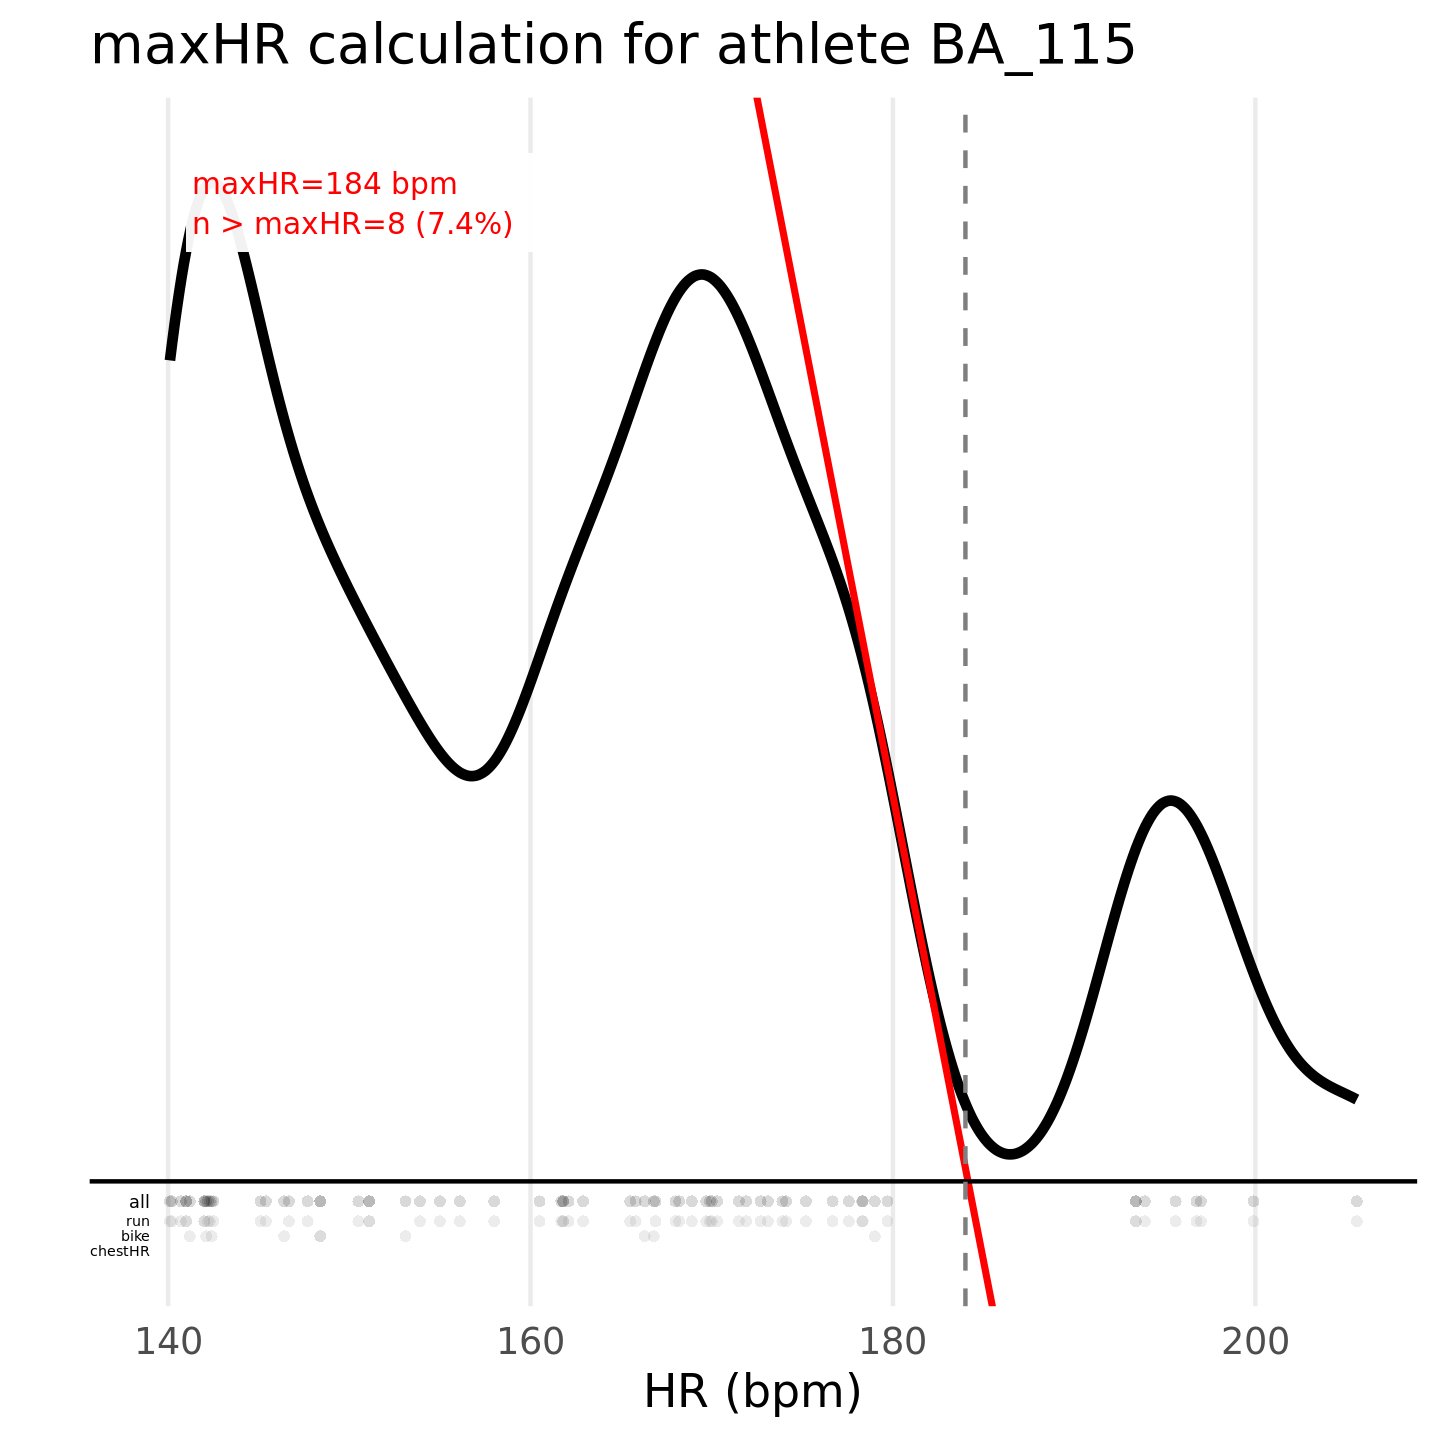 maxHR calculation for athlete BA_115
maxHR=184 bpm
n > maxHR=8 (7.4%)
all
run
bike
chestHR
140 160 180 200
HR (bpm)